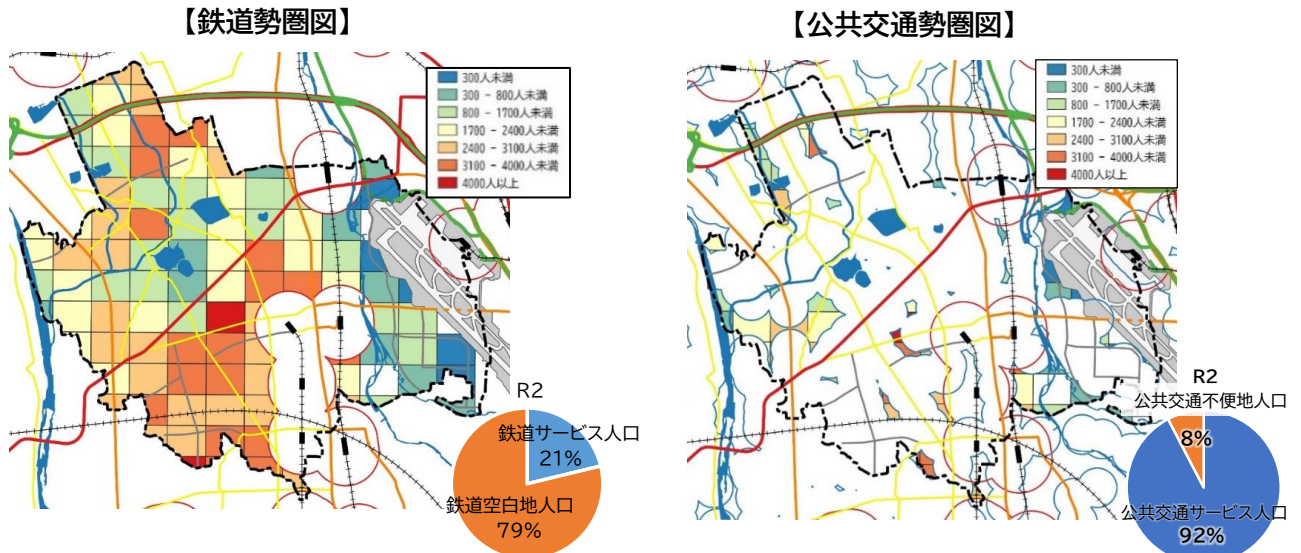 【鉄道勢圏図】
300人未満
300 - 800人未満
800 - 1700人未満
1700 - 2400人未満
2400 - 3100人未満
3100 - 4000人未満
4000人以上
R2
鉄道サービス人口
21%
鉄道空白地人口
79%
【公共交通勢圏図】
300人未満
300 - 800人未満
800 - 1700人未満
1700 - 2400人未満
2400 - 3100人未満
3100 - 4000人未満
4000人以上
R2
公共交通不便地人口
8%
公共交通サービス人口
92%